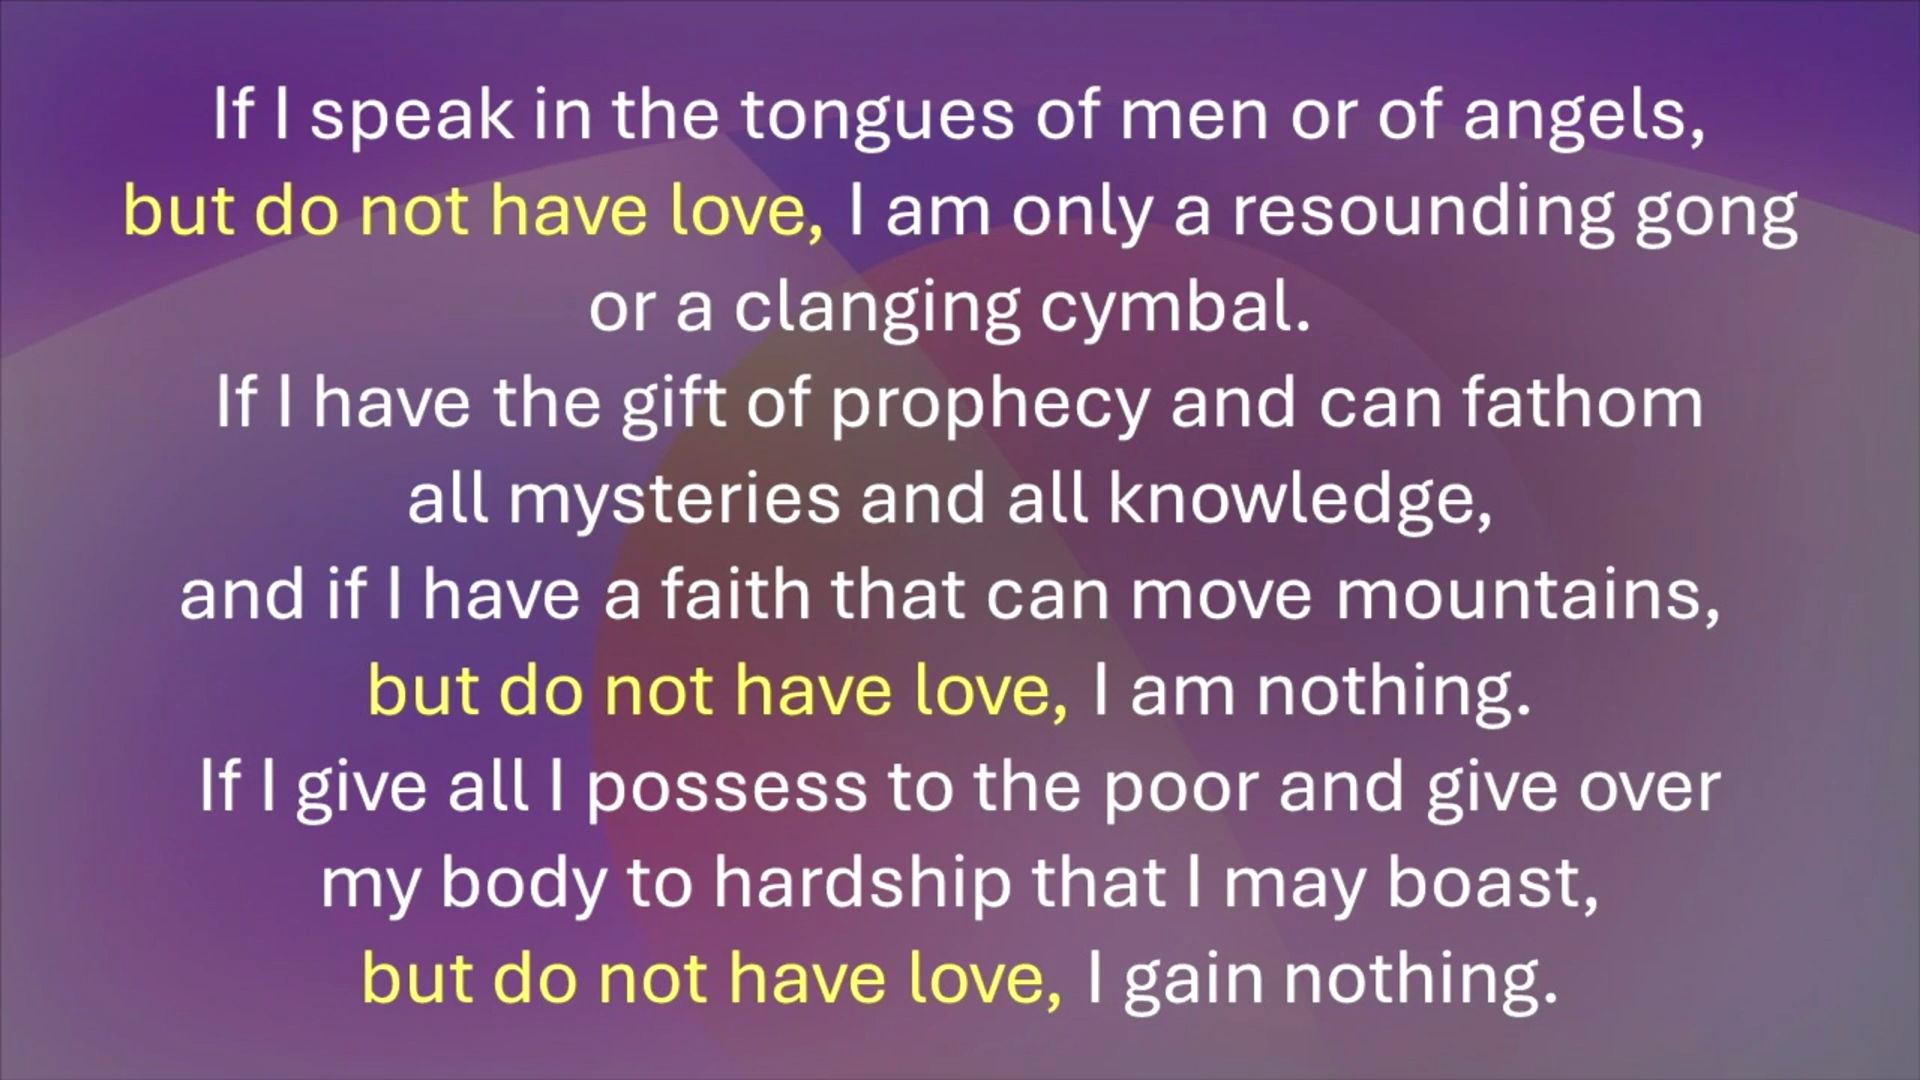 If I speak in the tongues of men or of angels,
but do not have love, I am only a resounding gong
or a clanging cymbal.
If I have the gift of prophecy and can fathom
all mysteries and all knowledge,
and if I have a faith that can move mountains,
but do not have love, I am nothing.
If I give all I possess to the poor and give over
my body to hardship that I may boast,
but do not have love, I gain nothing.